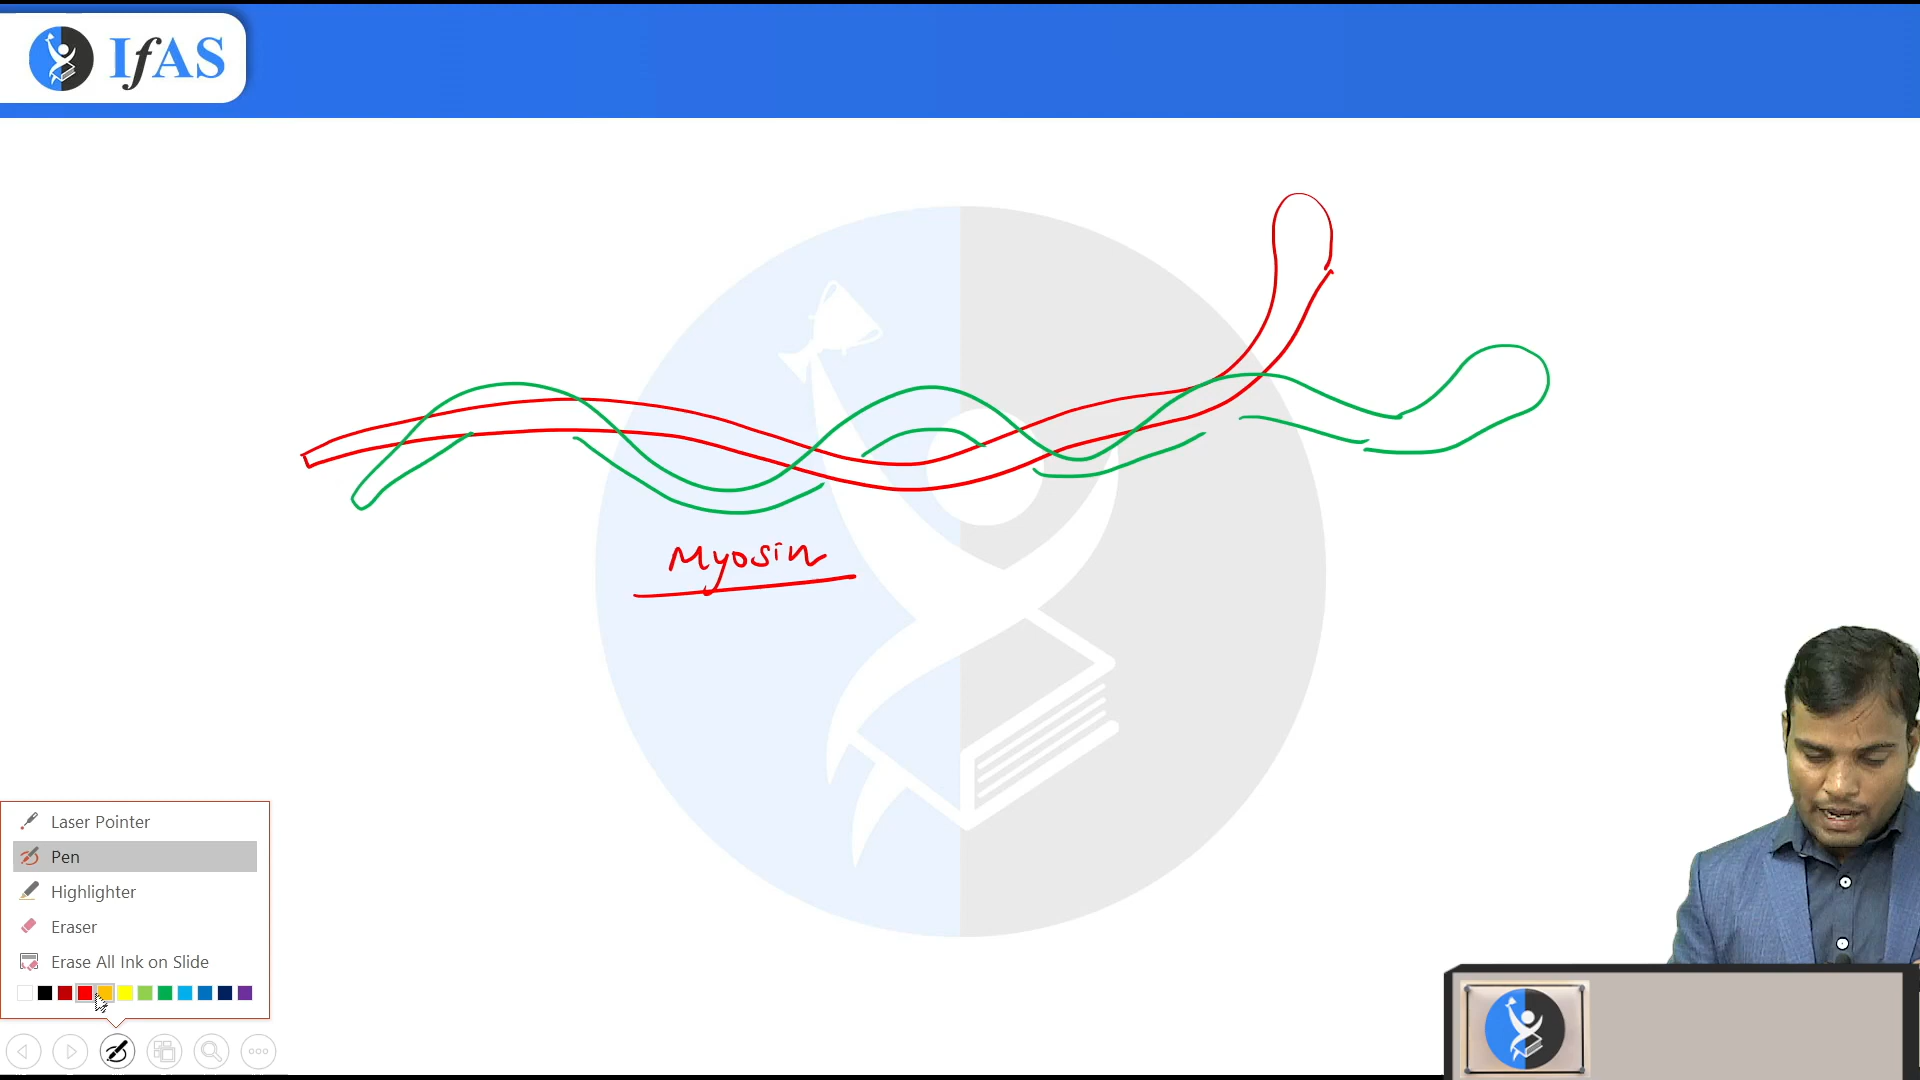 IfAS
Myosin
Laser Pointer
Pen
Highlighter
Eraser
Erase All Ink on Slide